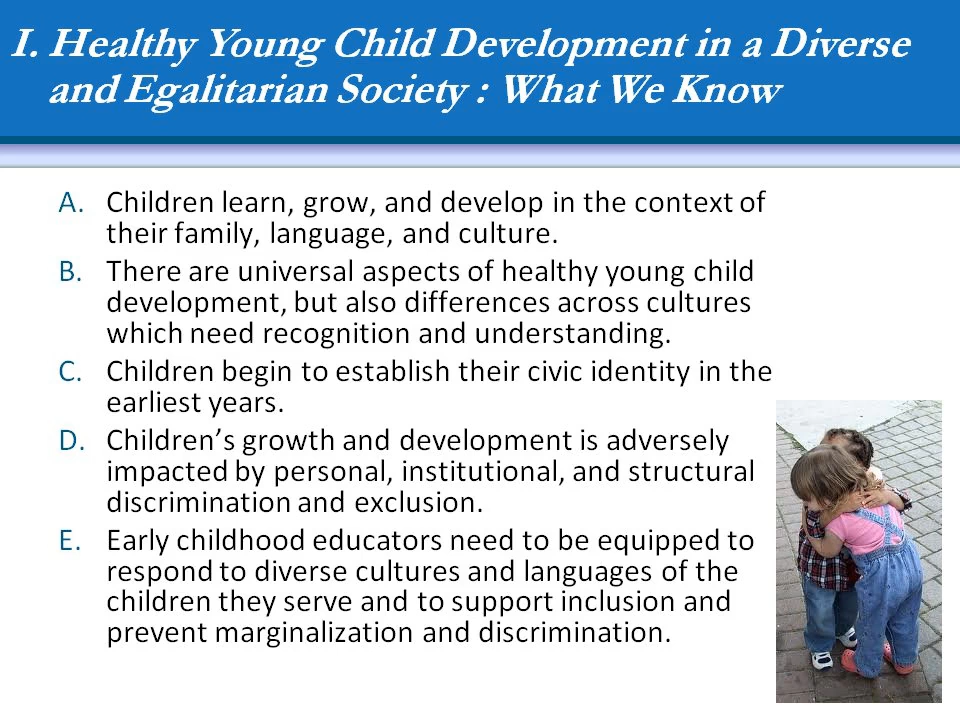 I. Healthy Young Child Development in a Diverse
and Egalitarian Society : What We Know
A. Children learn, grow, and develop in the context of
their family, language, and culture.
B. There are universal aspects of healthy young child
development, but also differences across cultures
which need recognition and understanding.
C. Children begin to establish their civic identity in the
earliest years.
D. Children’s growth and development is adversely
impacted by personal, institutional, and structural
discrimination and exclusion.
E. Early childhood educators need to be equipped to
respond to diverse cultures and languages of the
children they serve and to support inclusion and
prevent marginalization and discrimination.